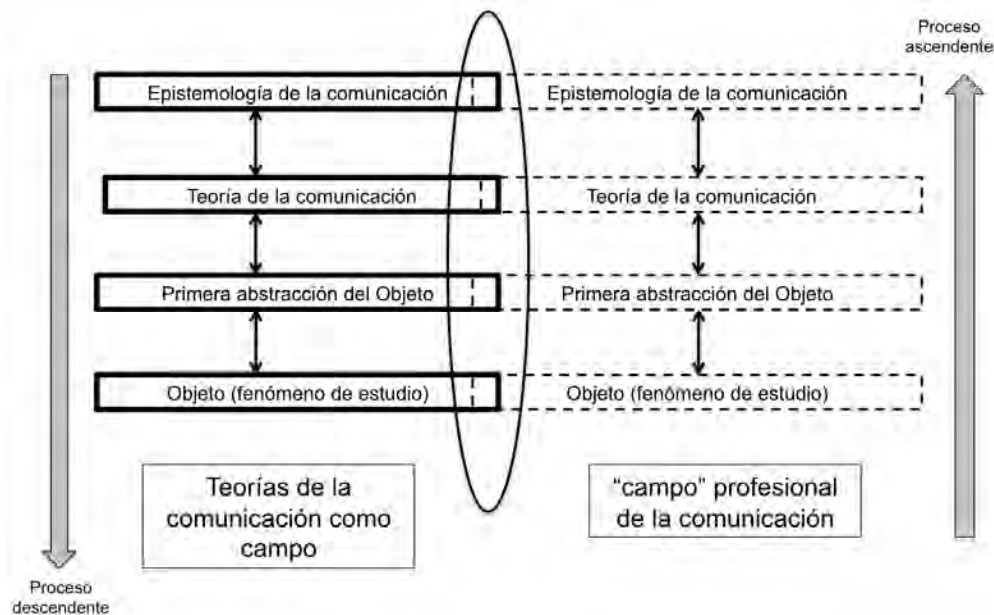 Proceso
ascendente
Epistemología de la comunicación
Epistemología de la comunicación
Teoría de la comunicación
Teoría de la comunicación
Primera abstracción del Objeto
Primera abstracción del Objeto
Objeto (fenómeno de estudio)
Objeto (fenómeno de estudio)
Teorías de la
comunicación como
campo
“campo” profesional
de la comunicación
Proceso
descendente